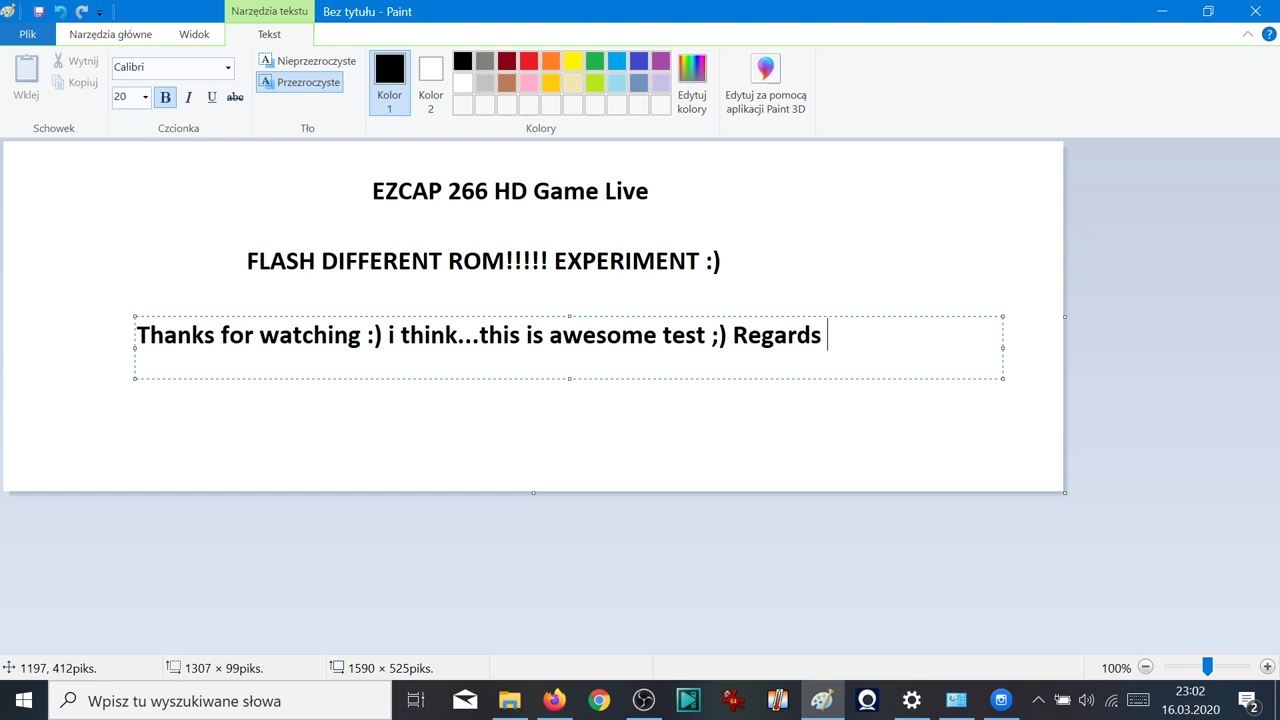 Narzędzia tekstu
Bez tytułu - Paint
Plik
Narzędzia główne
Widok
Tekst
Wklej
Wytnij
Kopiuj
Schowek
Calibri
20
B I U abc
Czcionka
Nieprzezroczyste
Przezroczyste
Tło
Kolor 1
Kolor 2
Edytuj kolory
Kolory
Edytuj za pomocą
aplikacji Paint 3D
EZCAP 266 HD Game Live
FLASH DIFFERENT ROM!!!!! EXPERIMENT :)
Thanks for watching :) i think...this is awesome test ;) Regards
1197, 412piks.
1307 × 99piks.
1590 × 525piks.
100%
Wpisz tu wyszukiwane słowa
64
23:02
16.03.2020
2